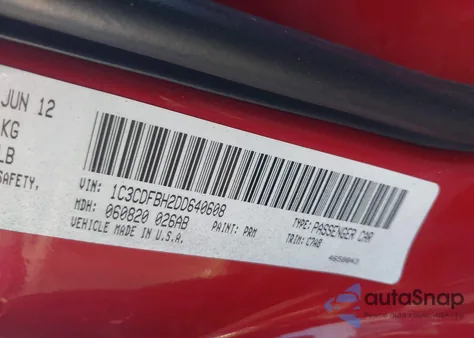 JUN 12
KG
LB
SAFETY,
VIN: 1C3CDFBH2DD640608
MDH: 060820 026AB
VEHICLE MADE IN U.S.A.
PAINT: PRM
TYPE: PASSENGER CAR
TRIM: C7A8
autoSnap